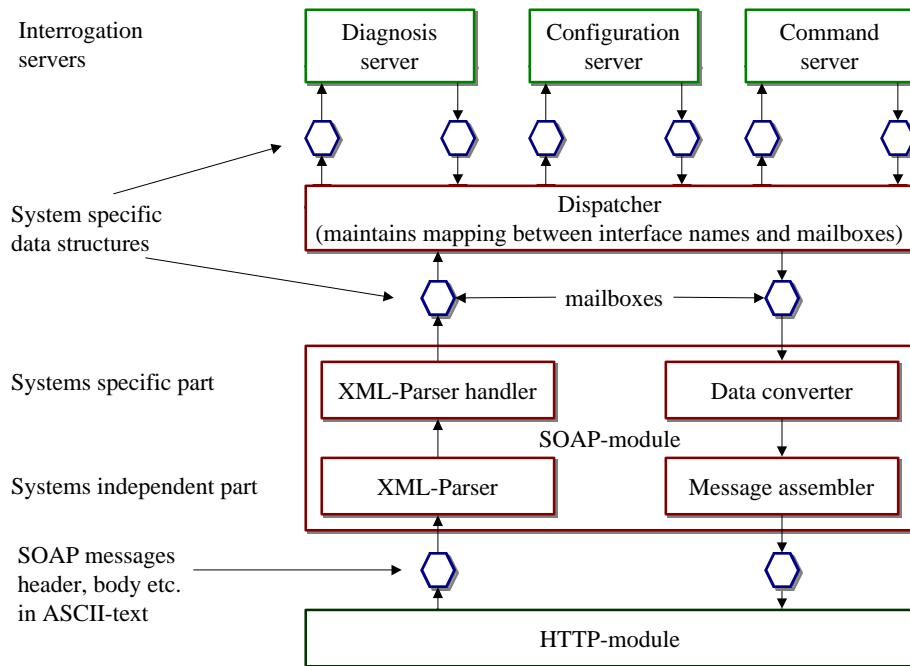 Interrogation
servers
Diagnosis
server
Configuration
server
Command
server
System specific
data structures
Dispatcher
(maintains mapping between interface names and mailboxes)
mailboxes
Systems specific part
XML-Parser handler
Data converter
SOAP-module
Systems independent part
XML-Parser
Message assembler
SOAP messages
header, body etc.
in ASCII-text
HTTP-module